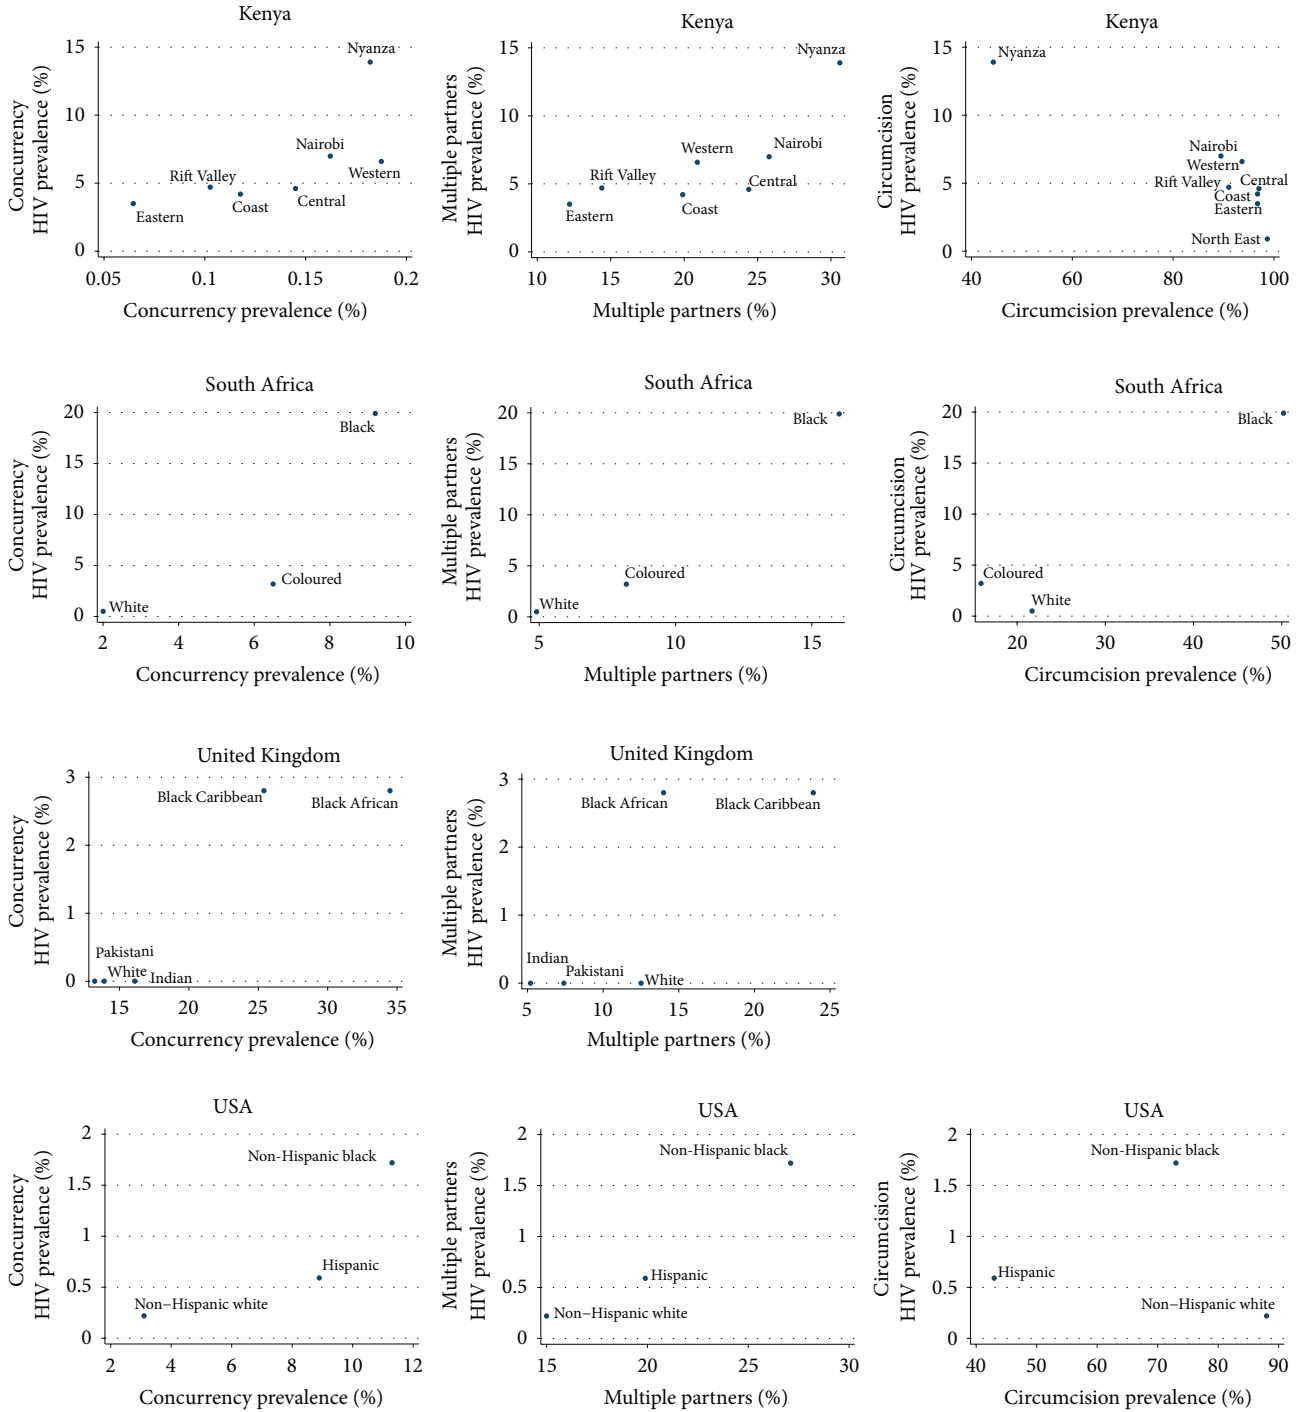 Kenya
Concurrency
HIV prevalence (%)
15
10
5
0
Nyanza
Nairobi
Rift Valley
Western
Coast
Central
Eastern
0.05 0.1 0.15 0.2
Concurrency prevalence (%)
Kenya
Multiple partners
HIV prevalence (%)
15
10
5
0
Nyanza
Nairobi
Western
Rift Valley
Central
Coast
Eastern
10 15 20 25 30
Multiple partners (%)
Kenya
Circumcision
HIV prevalence (%)
15
10
5
0
Nyanza
Nairobi
Western
Rift Valley
Central
Coast
Eastern
North East
40 60 80 100
Circumcision prevalence (%)
South Africa
Concurrency
HIV prevalence (%)
20
15
10
5
0
Black
Coloured
White
2 4 6 8 10
Concurrency prevalence (%)
South Africa
Multiple partners
HIV prevalence (%)
20
15
10
5
0
Black
Coloured
White
5 10 15
Multiple partners (%)
South Africa
Circumcision
HIV prevalence (%)
20
15
10
5
0
Black
Coloured
White
20 30 40 50
Circumcision prevalence (%)
United Kingdom
Concurrency
HIV prevalence (%)
3
2
1
0
Black Caribbean
Black African
Pakistani
White
Indian
15 20 25 30 35
Concurrency prevalence (%)
United Kingdom
Multiple partners
HIV prevalence (%)
3
2
1
0
Black African
Black Caribbean
Indian
Pakistani
White
5 10 15 20 25
Multiple partners (%)
USA
Concurrency
HIV prevalence (%)
2
1.5
1
0.5
0
Non-Hispanic black
Hispanic
Non−Hispanic white
2 4 6 8 10 12
Concurrency prevalence (%)
USA
Multiple partners
HIV prevalence (%)
2
1.5
1
0.5
0
Non-Hispanic black
Hispanic
Non−Hispanic white
15 20 25 30
Multiple partners (%)
USA
Circumcision
HIV prevalence (%)
2
1.5
1
0.5
0
Non-Hispanic black
Hispanic
Non−Hispanic white
40 50 60 70 80 90
Circumcision prevalence (%)